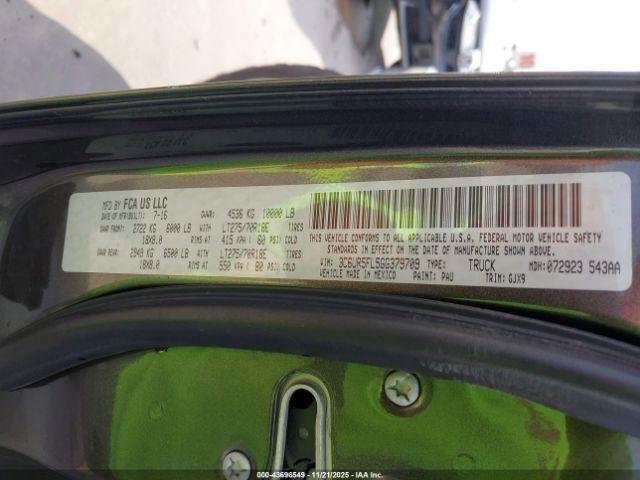 MFD BY FCA US LLC
DATE OF MFR(BUILT): 7-16 GVWR: 4536 KG 10000 LB
GAWR FRONT: 2722 KG 6000 LB WITH LT275/70R18E TIRES
18X8.0 RIMS AT 415 KPA( 60 PSI) COLD
GAWR REAR: 2949 KG 6500 LB WITH LT275/70R18E TIRES
18X8.0 RIMS AT 550 KPA( 80 PSI) COLD
THIS VEHICLE CONFORMS TO ALL APPLICABLE U.S.A. FEDERAL MOTOR VEHICLE SAFETY
STANDARDS IN EFFECT ON THE DATE OF MANUFACTURE SHOWN ABOVE.
VIN: 3C6UR5FL5GG379709 TYPE: TRUCK MDH: 072923 543AA
MADE IN MEXICO PAINT: PAU TRIM: GJX9
000-43696549 - 11/21/2025 - IAAI.COM